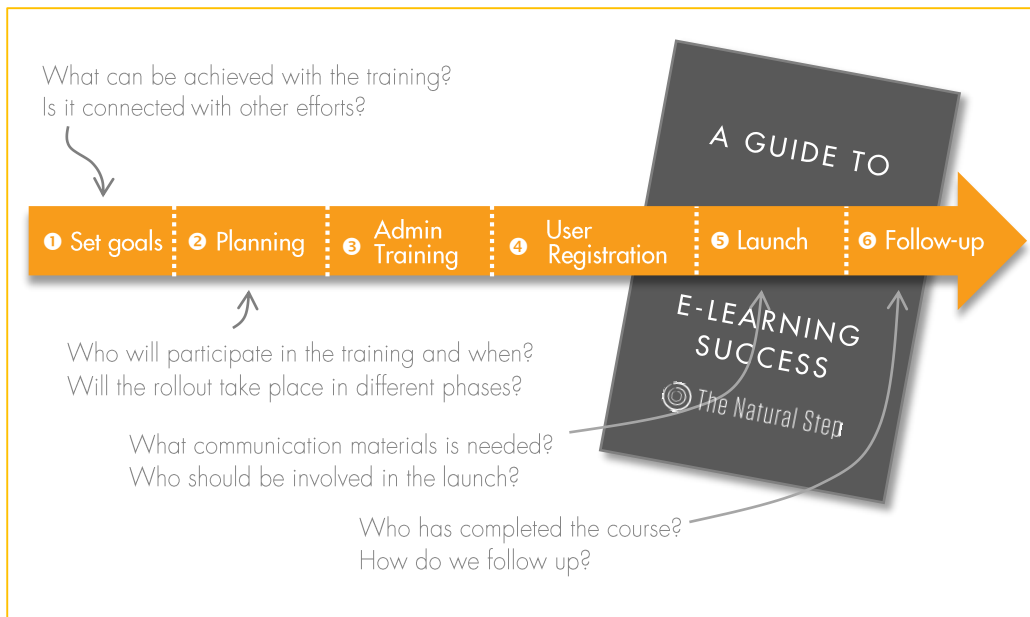 What can be achieved with the training?
Is it connected with other efforts?
A GUIDE TO
❶ Set goals
❷ Planning
❸ Admin
Training
❹ User
Registration
❺ Launch
❻ Follow-up
E-LEARNING
SUCCESS
The Natural Step
Who will participate in the training and when?
Will the rollout take place in different phases?
What communication materials is needed?
Who should be involved in the launch?
Who has completed the course?
How do we follow up?